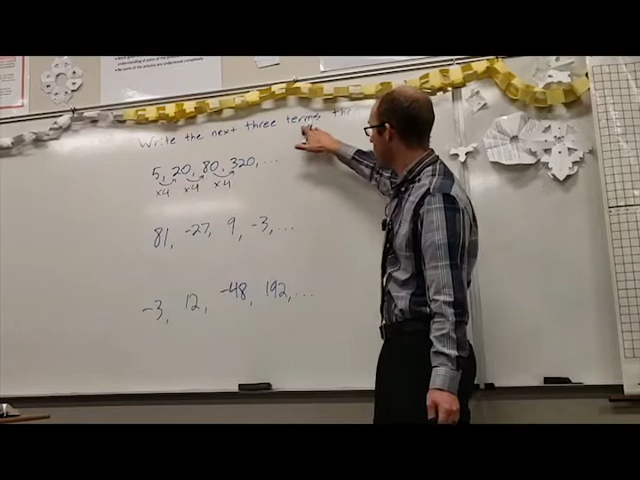 Write the next three terms
5, 20, 80, 320, ...
x4 x4 x4
81, -27, 9, -3, ...
-3, 12, -48, 192, ...